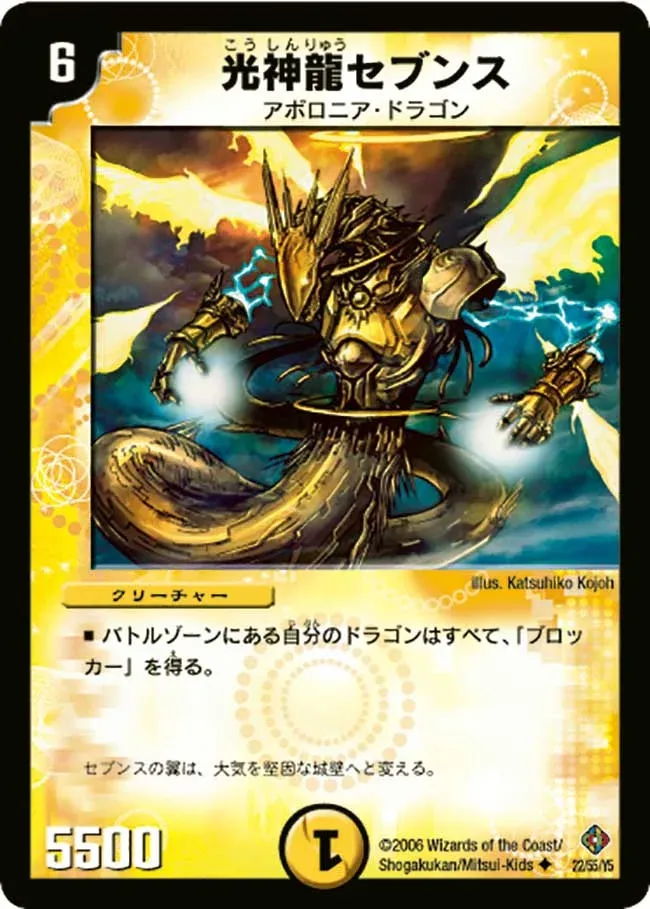 6
こうしんりゅう
光神龍セブンス
アポロニア・ドラゴン
illus. Katsuhiko Kojoh
クリーチャー
■ バトルゾーンにある自分のドラゴンはすべて、「ブロッ
カー」を得る。
セブンスの翼は、大気を堅固な城壁へと変える。
5500
1
©2006 Wizards of the Coast/
Shogakukan/Mitsui-Kids
22/55/Y5